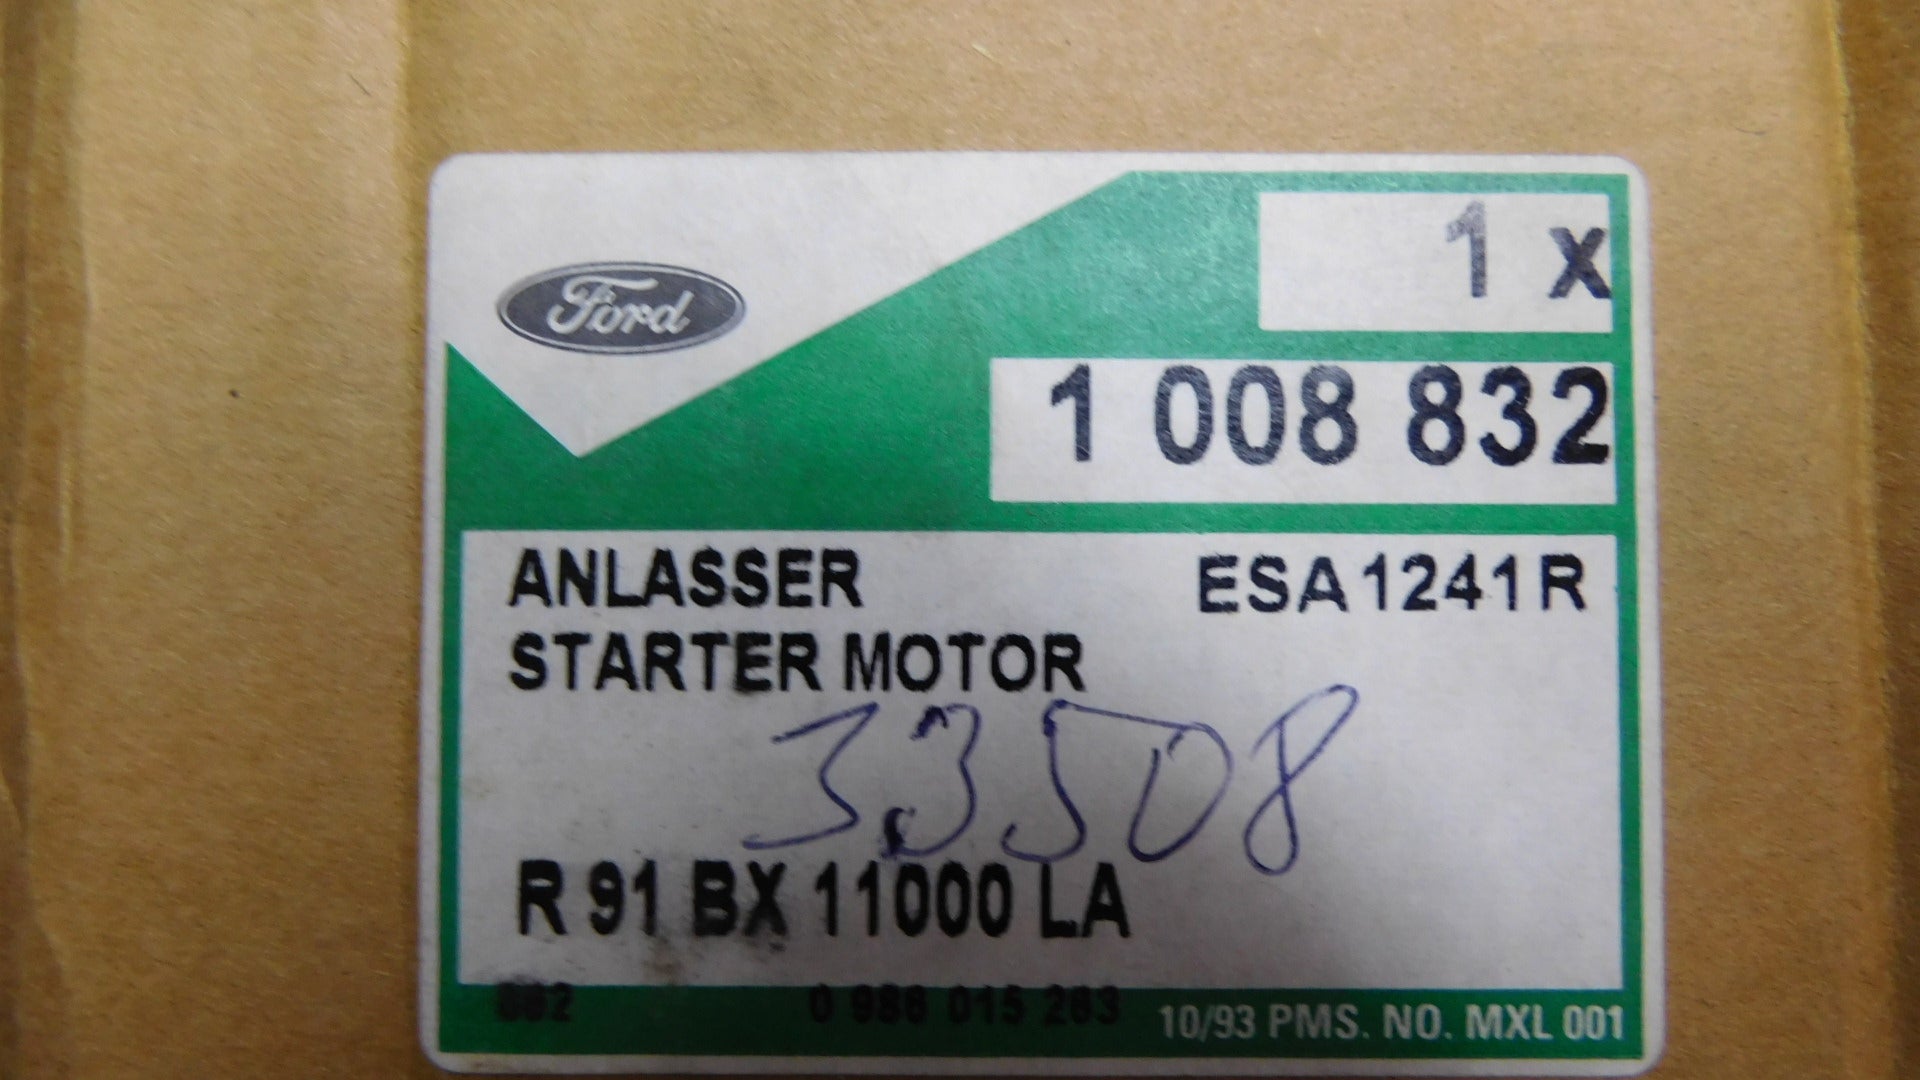 Ford
1 x
1 008 832
ANLASSER ESA1241R
STARTER MOTOR
33508
R 91 BX 11000 LA
0 986 015 263
10/93 PMS. NO. MXL 001